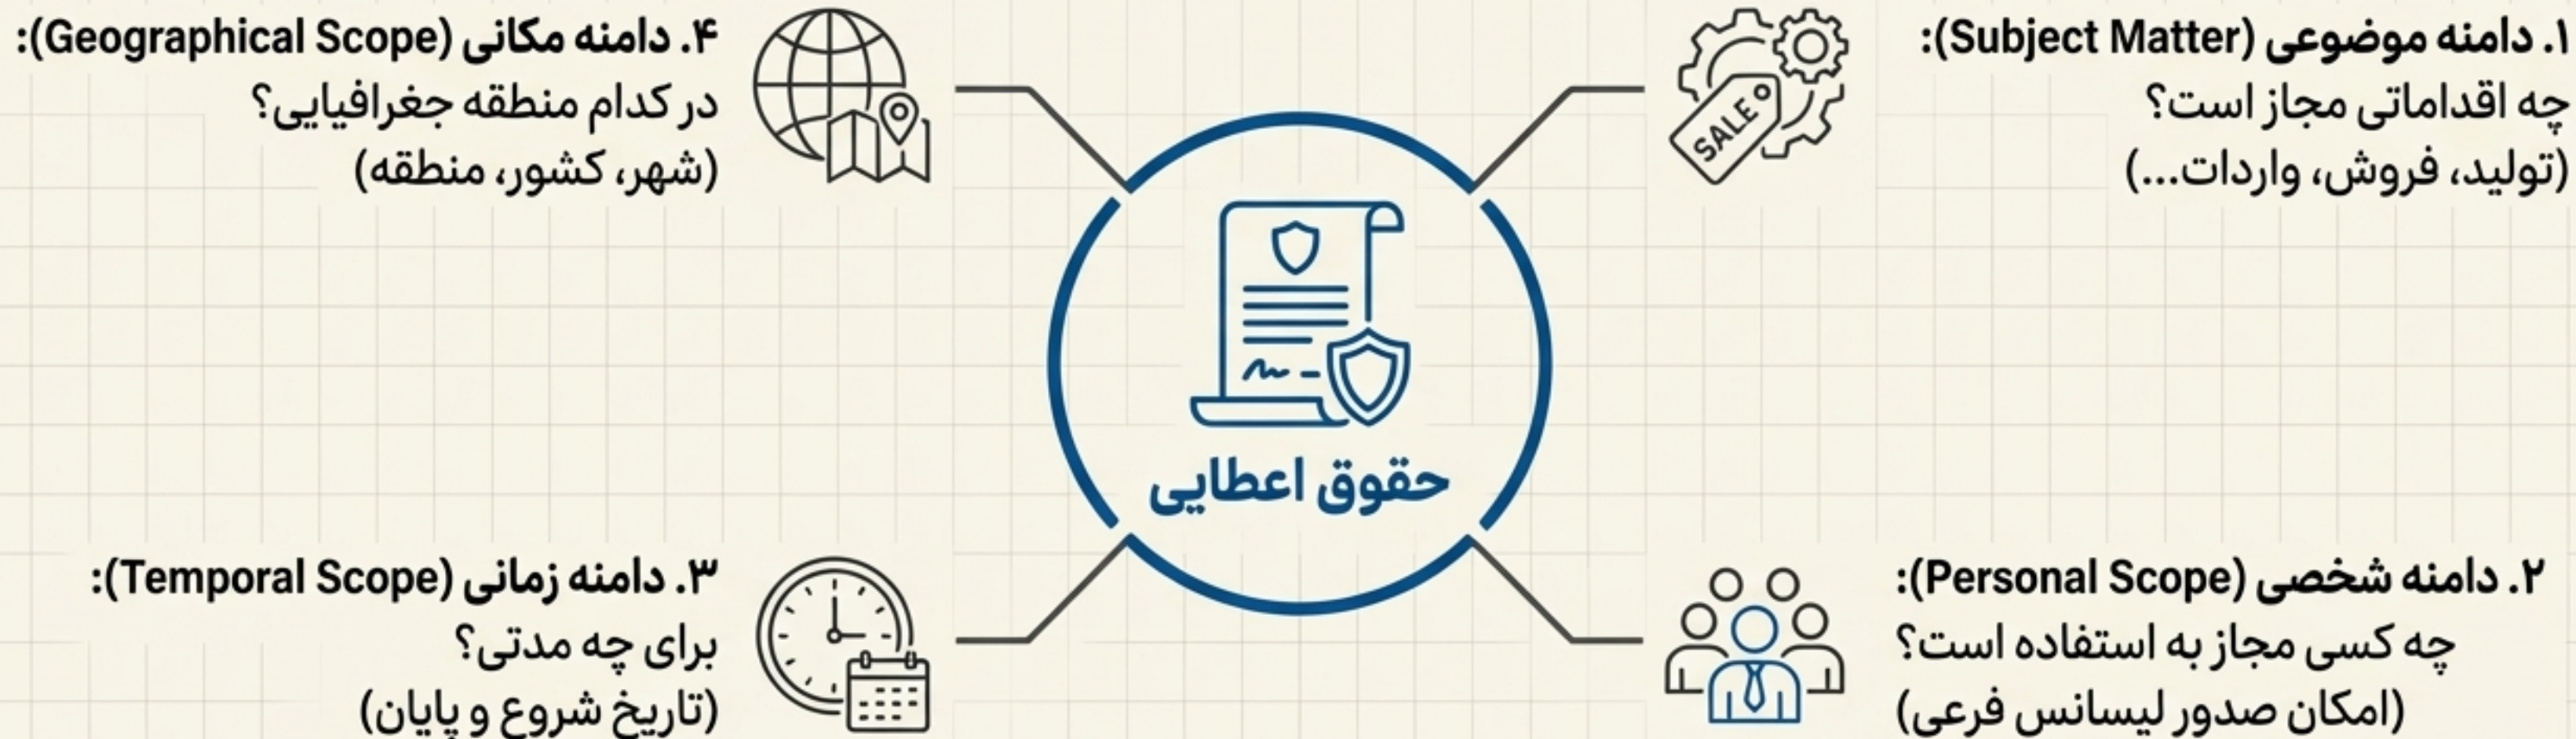 ۱. دامنه موضوعی (Subject Matter):
چه اقداماتی مجاز است؟
(تولید، فروش، واردات...)
SALE
۲. دامنه شخصی (Personal Scope):
چه کسی مجاز به استفاده است؟
(امکان صدور لیسانس فرعی)
۳. دامنه زمانی (Temporal Scope):
برای چه مدتی؟
(تاریخ شروع و پایان)
۴. دامنه مکانی (Geographical Scope):
در کدام منطقه جغرافیایی؟
(شهر، کشور، منطقه)
حقوق اعطایی